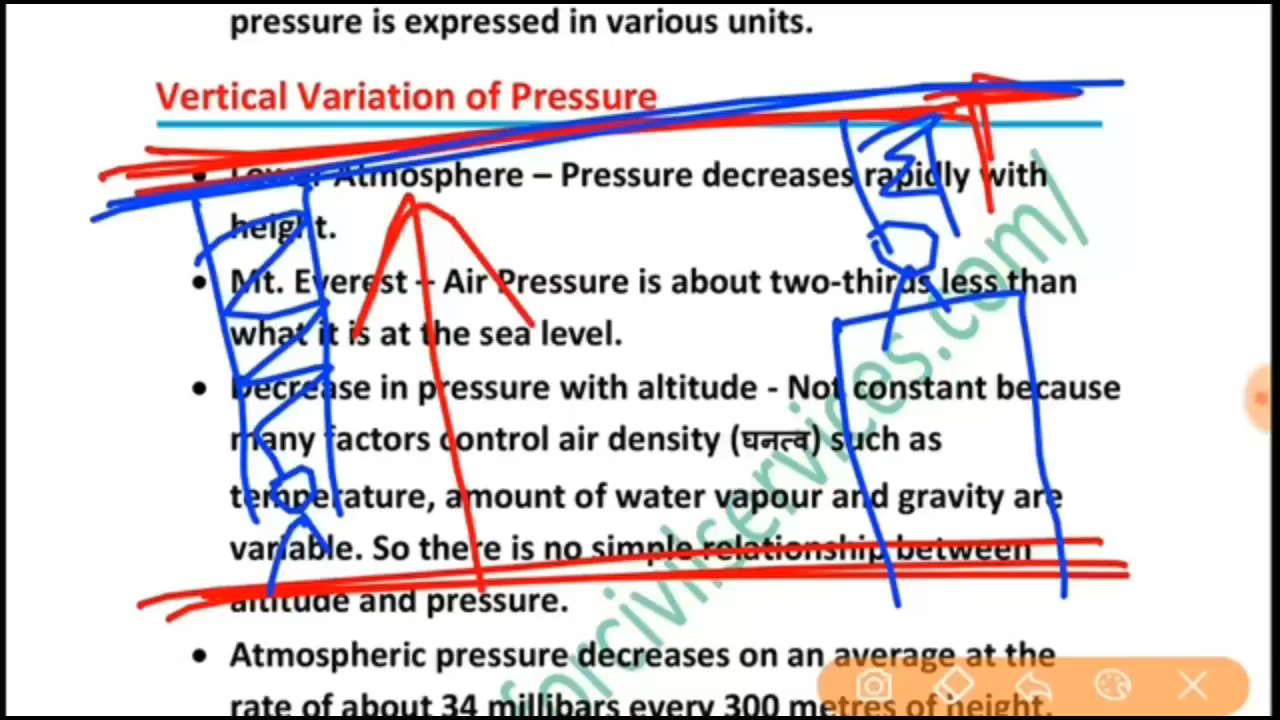 pressure is expressed in various units.
Vertical Variation of Pressure
• Lower Atmosphere – Pressure decreases rapidly with
height.
• Mt. Everest – Air Pressure is about two-thirds less than
what it is at the sea level.
• Decrease in pressure with altitude - Not constant because
many factors control air density (घनत्व) such as
temperature, amount of water vapour and gravity are
variable. So there is no simple relationship between
altitude and pressure.
• Atmospheric pressure decreases on an average at the
rate of about 34 millibars every 300 metres of height.
forcivilservices.com/